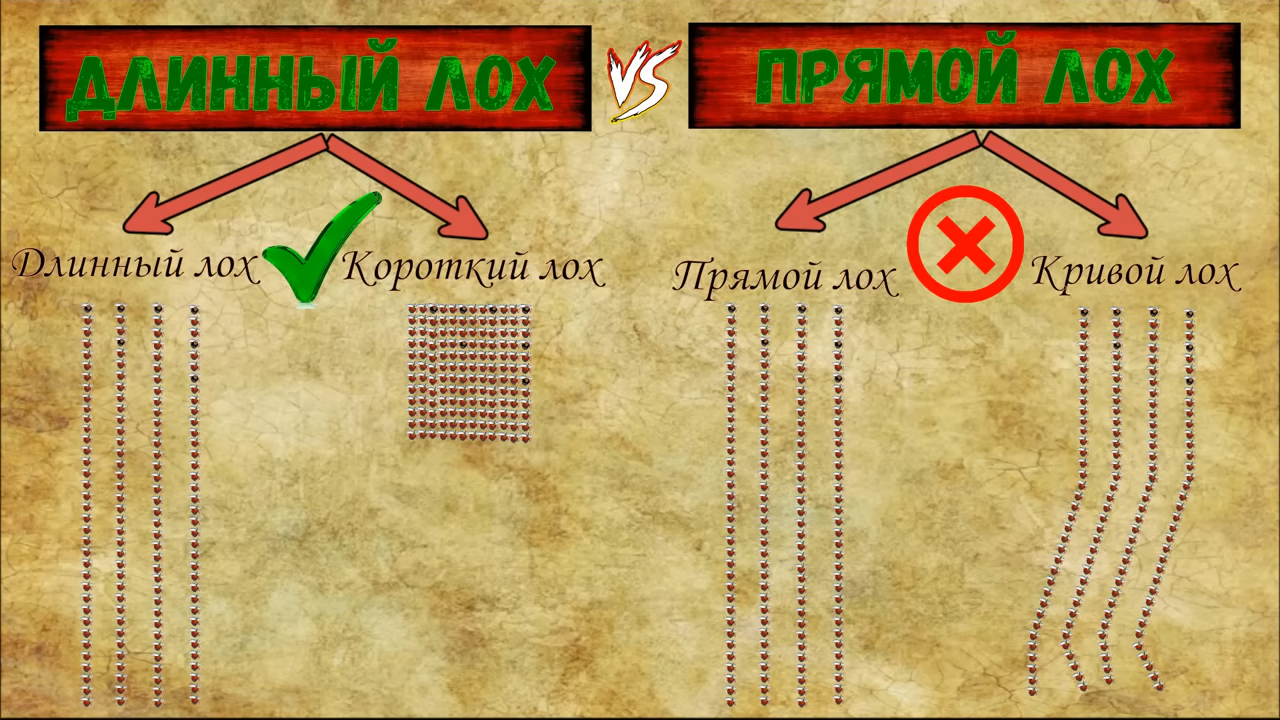 ДЛИННЫЙ ЛОХ
VS
ПРЯМОЙ ЛОХ
Длинный лох
Короткий лох
Прямой лох
Кривой лох